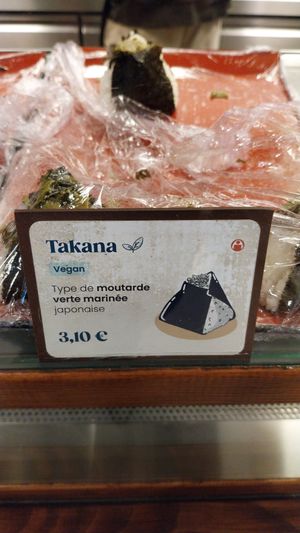 Takana
Vegan
Type de moutarde
verte marinée
japonaise
3,10 €